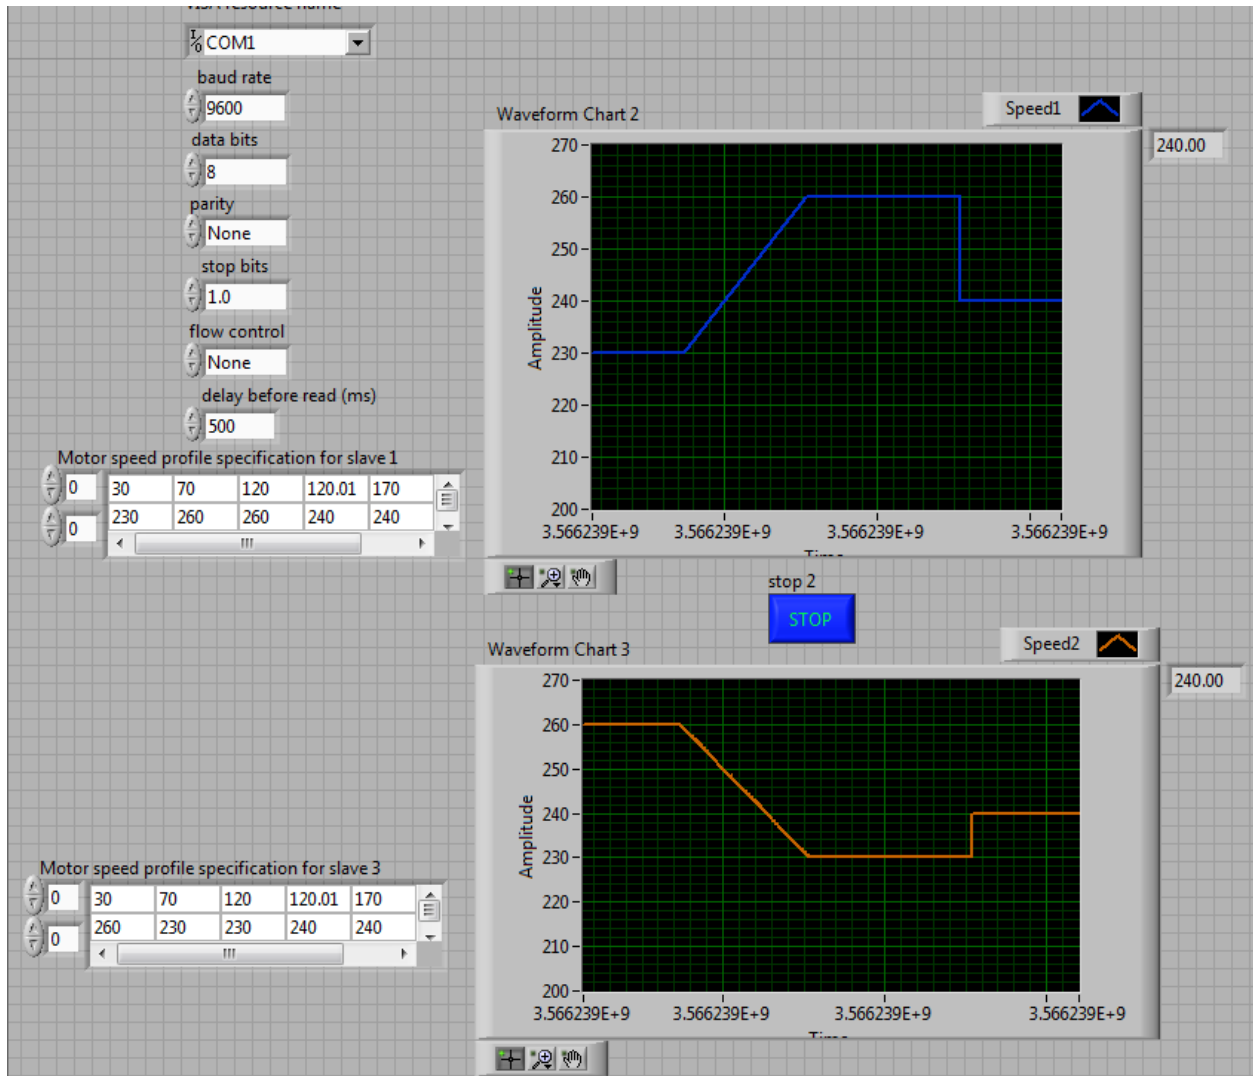 VISA resource name
COM1
baud rate
9600
data bits
8
parity
None
stop bits
1.0
flow control
None
delay before read (ms)
500
Motor speed profile specification for slave 1
0 30 70 120 120.01 170
0 230 260 260 240 240
Waveform Chart 2
Speed1
240.00
270
260
250
240
230
220
210
200
Amplitude
3.566239E+9 3.566239E+9 3.566239E+9 3.566239E+9
Time
stop 2
STOP
Waveform Chart 3
Speed2
240.00
270
260
250
240
230
220
210
200
Amplitude
3.566239E+9 3.566239E+9 3.566239E+9 3.566239E+9
Time
Motor speed profile specification for slave 3
0 30 70 120 120.01 170
0 260 230 230 240 240